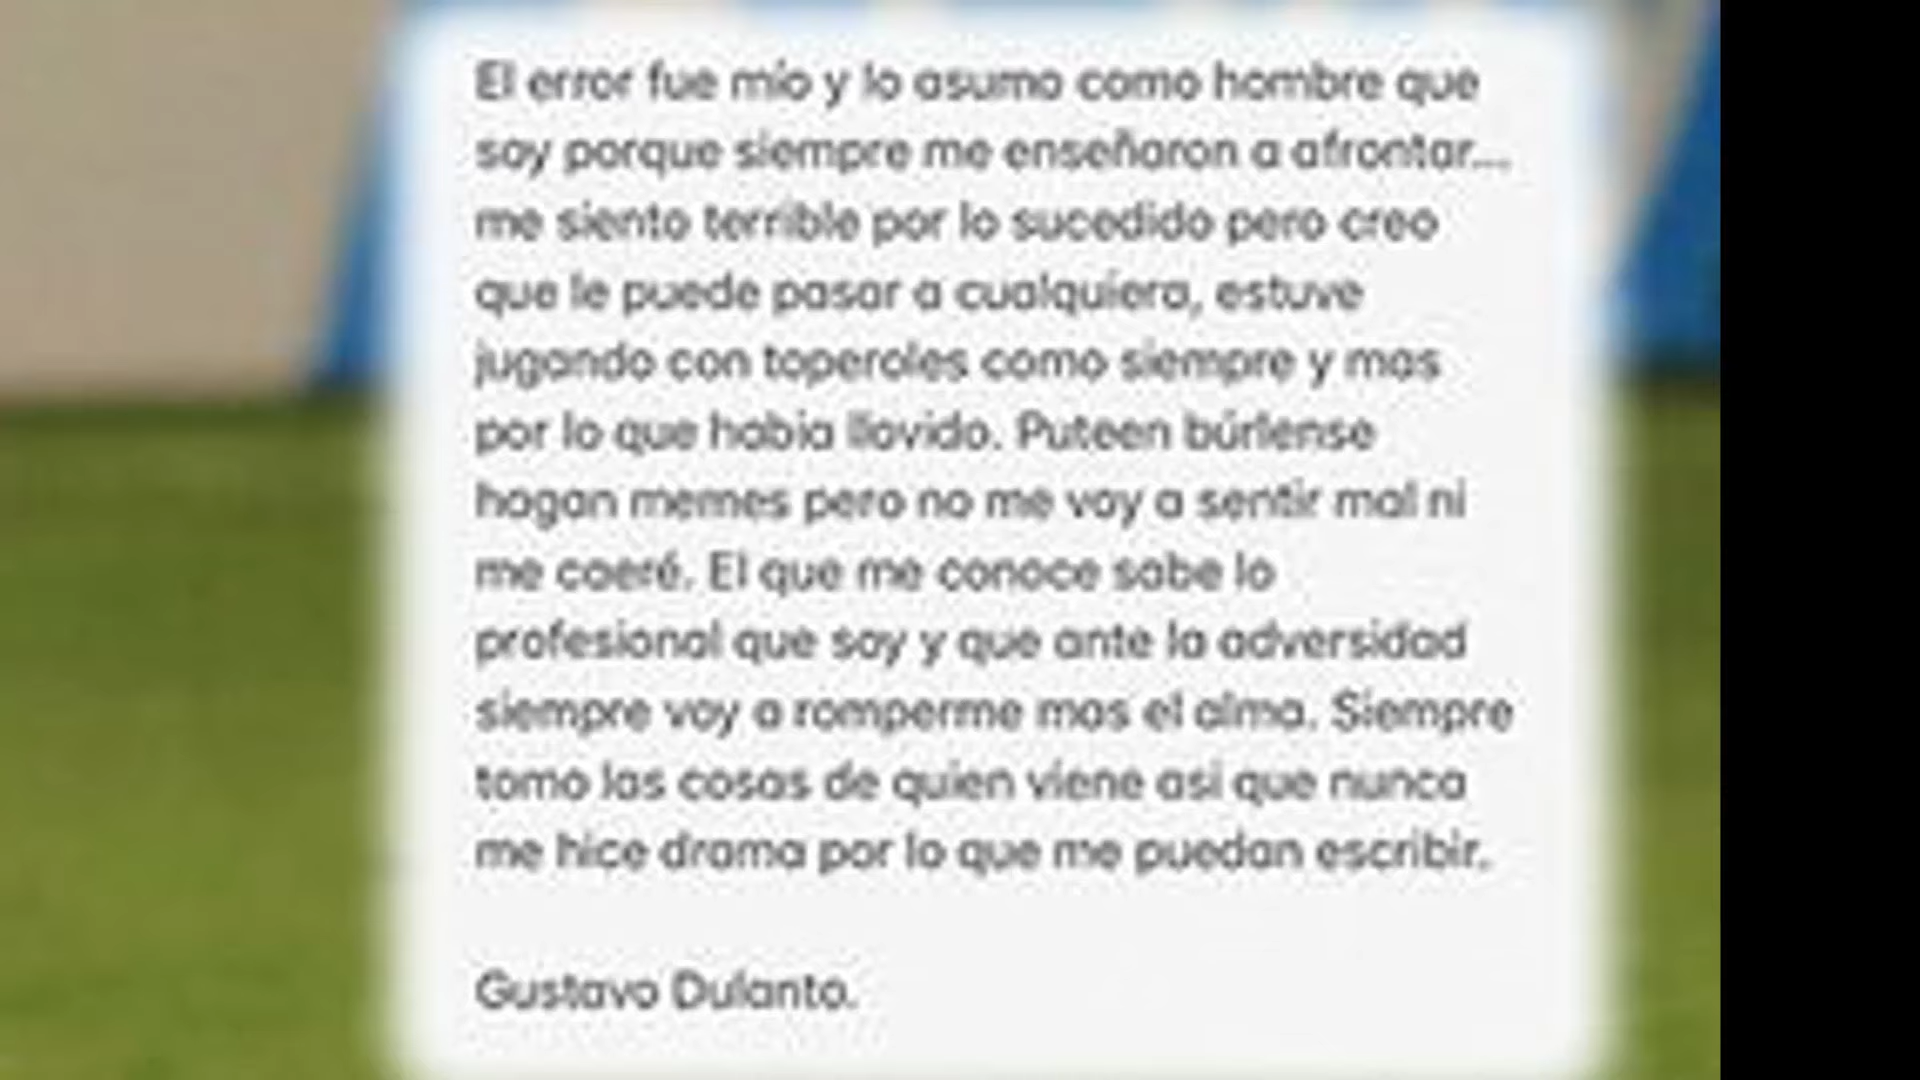 El error fue mío y lo asumo como hombre que
soy porque siempre me enseñaron a afrontar...
me siento terrible por lo sucedido pero creo
que le puede pasar a cualquiera, estuve
jugando con toperoles como siempre y mas
por lo que habia llovido. Puteen búrlense
hagan memes pero no me voy a sentir mal ni
me caeré. El que me conoce sabe lo
profesional que soy y que ante la adversidad
siempre voy a romperme mas el alma. Siempre
tomo las cosas de quien viene asi que nunca
me hice drama por lo que me puedan escribir.
Gustavo Dulanto.